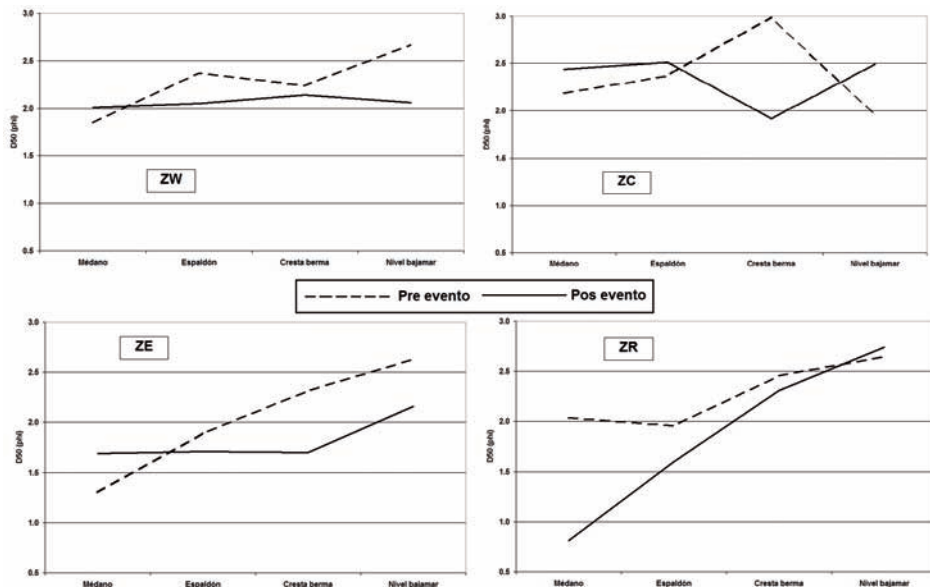 3.0
2.5
2.0
1.5
1.0
0.5
D50 (phi)
ZW
Médano Espaldón Cresta berma Nivel bajamar
3.0
2.5
2.0
1.5
1.0
0.5
D50 (phi)
ZC
Médano Espaldón Cresta berma Nivel bajamar
Pre evento Pos evento
3.0
2.5
2.0
1.5
1.0
0.5
D50 (phi)
ZE
Médano Espaldón Cresta berma Nivel bajamar
3.0
2.5
2.0
1.5
1.0
0.5
D50 (phi)
ZR
Médano Espaldón Cresta berma Nivel bajamar